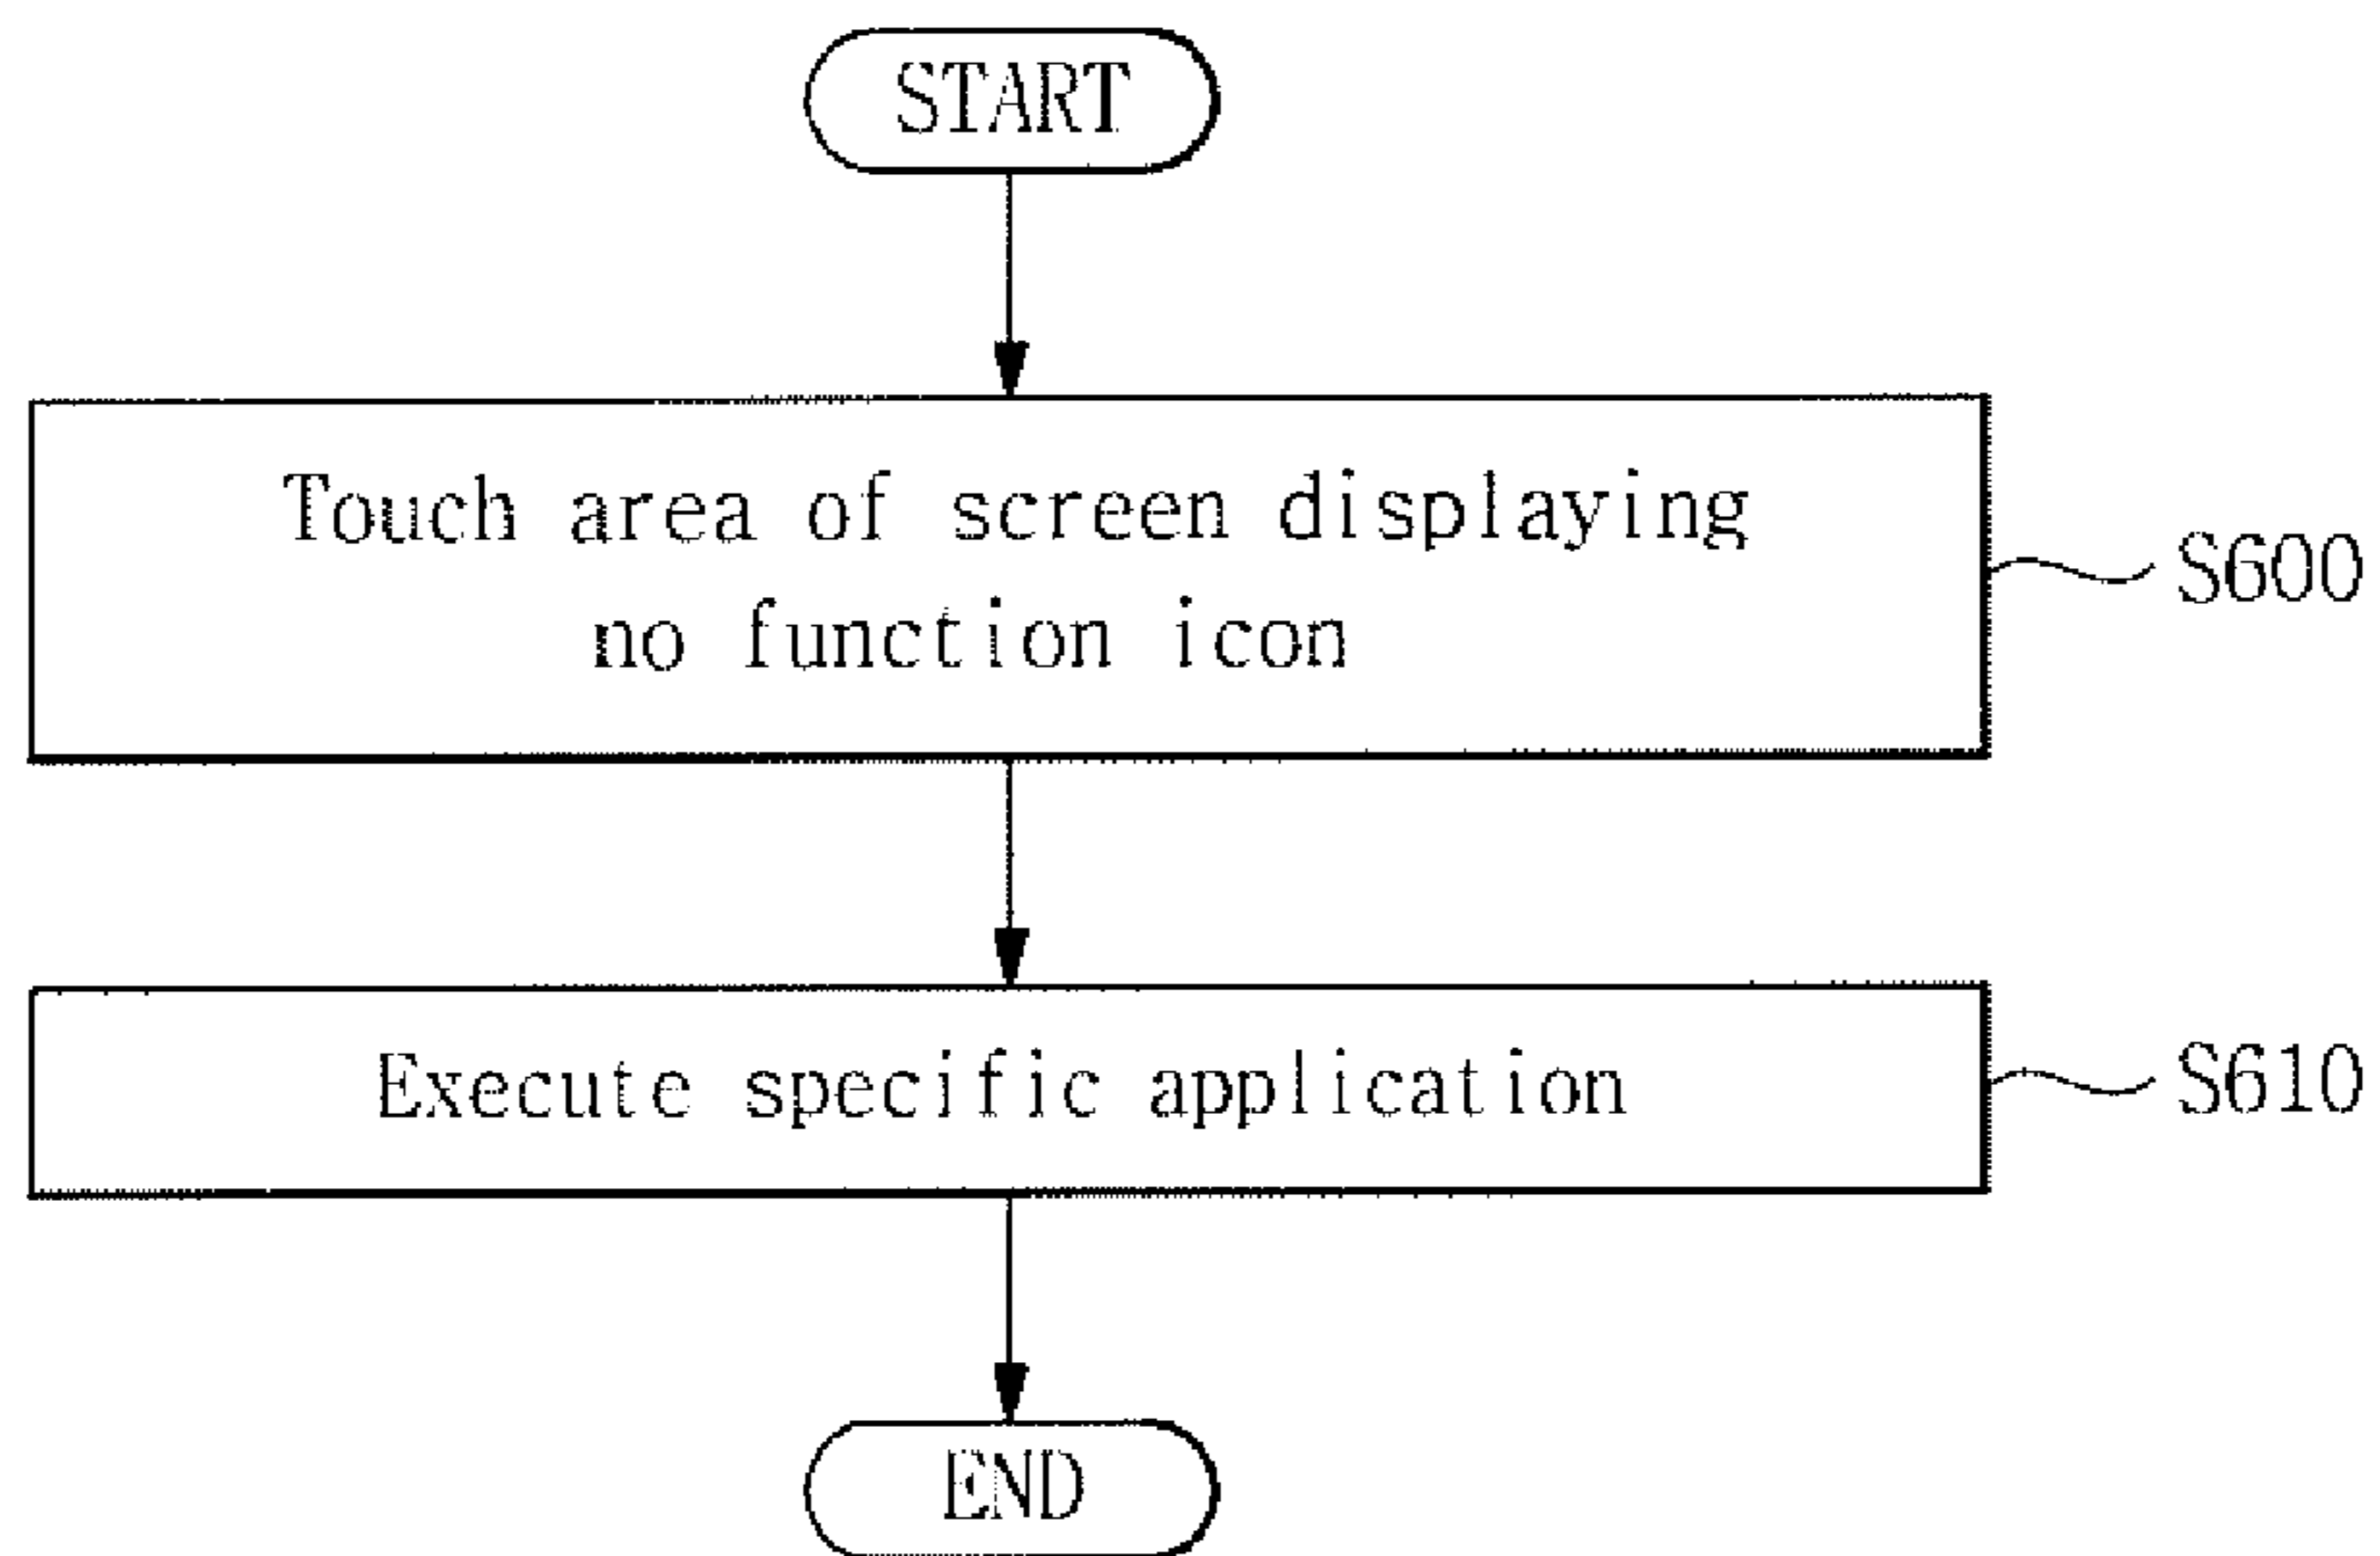 START
Touch area of screen displaying
no function icon
S600
Execute specific application
S610
END